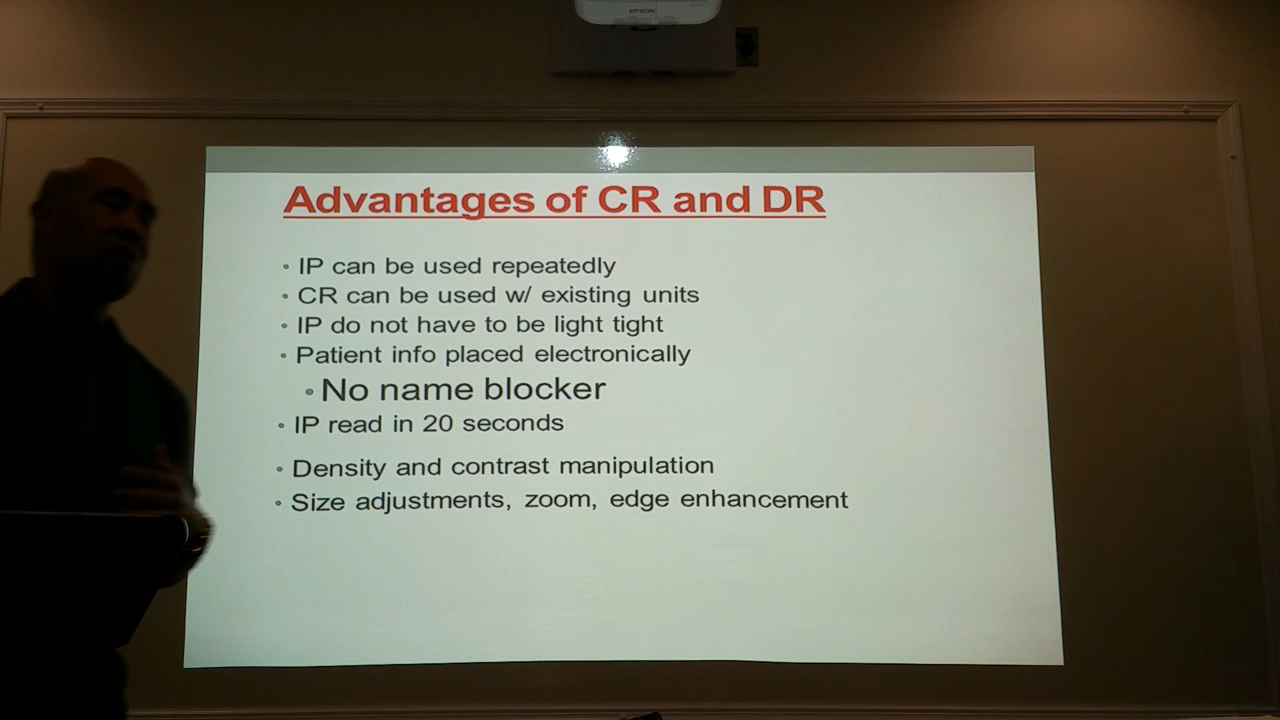 EPSON
Advantages of CR and DR
• IP can be used repeatedly
• CR can be used w/ existing units
• IP do not have to be light tight
• Patient info placed electronically
• No name blocker
• IP read in 20 seconds
• Density and contrast manipulation
• Size adjustments, zoom, edge enhancement